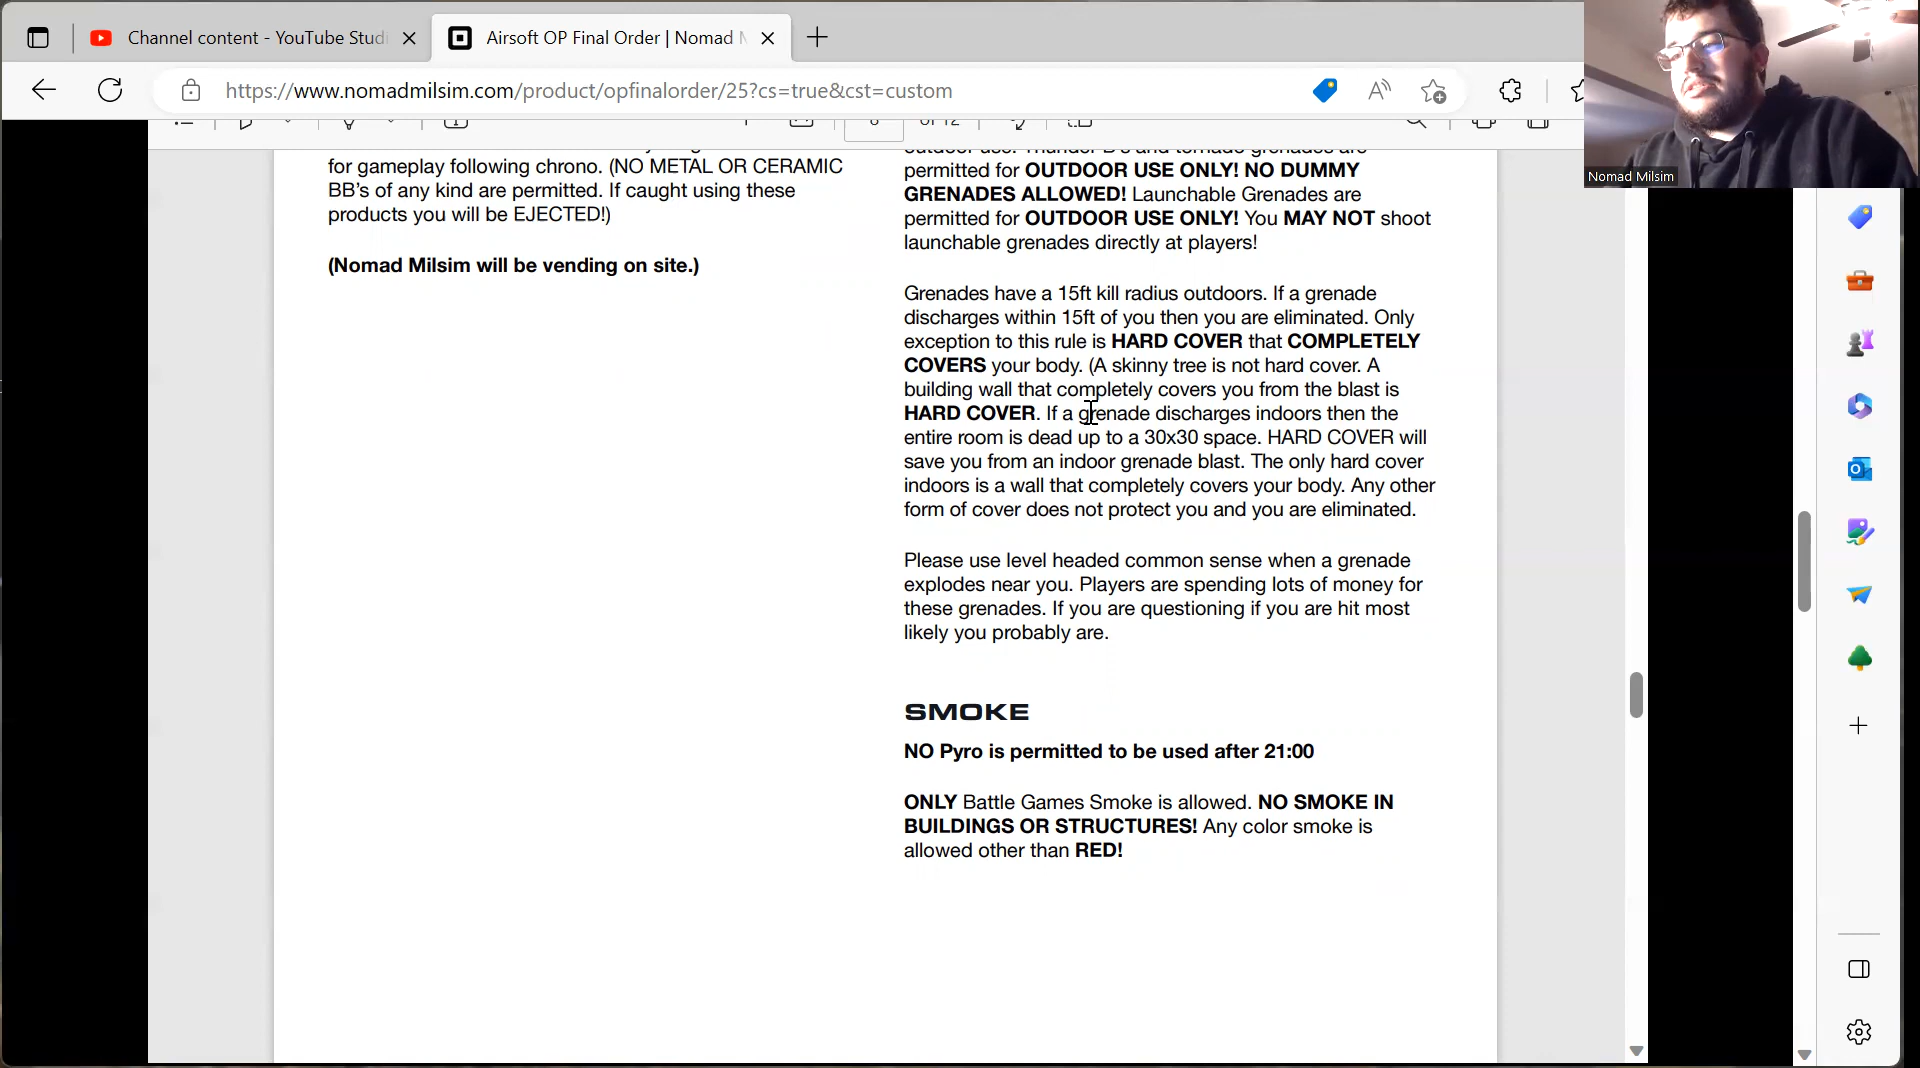 Channel content - YouTube Studi
Airsoft OP Final Order | Nomad M
https://www.nomadmilsim.com/product/opfinalorder/25?cs=true&cst=custom
Nomad Milsim
of 12
for gameplay following chrono. (NO METAL OR CERAMIC
BB's of any kind are permitted. If caught using these
products you will be EJECTED!)
(Nomad Milsim will be vending on site.)
outdoor use. Thunder B's and tornado grenades are
permitted for OUTDOOR USE ONLY! NO DUMMY
GRENADES ALLOWED! Launchable Grenades are
permitted for OUTDOOR USE ONLY! You MAY NOT shoot
launchable grenades directly at players!
Grenades have a 15ft kill radius outdoors. If a grenade
discharges within 15ft of you then you are eliminated. Only
exception to this rule is HARD COVER that COMPLETELY
COVERS your body. (A skinny tree is not hard cover. A
building wall that completely covers you from the blast is
HARD COVER. If a grenade discharges indoors then the
entire room is dead up to a 30x30 space. HARD COVER will
save you from an indoor grenade blast. The only hard cover
indoors is a wall that completely covers your body. Any other
form of cover does not protect you and you are eliminated.
Please use level headed common sense when a grenade
explodes near you. Players are spending lots of money for
these grenades. If you are questioning if you are hit most
likely you probably are.
SMOKE
NO Pyro is permitted to be used after 21:00
ONLY Battle Games Smoke is allowed. NO SMOKE IN
BUILDINGS OR STRUCTURES! Any color smoke is
allowed other than RED!